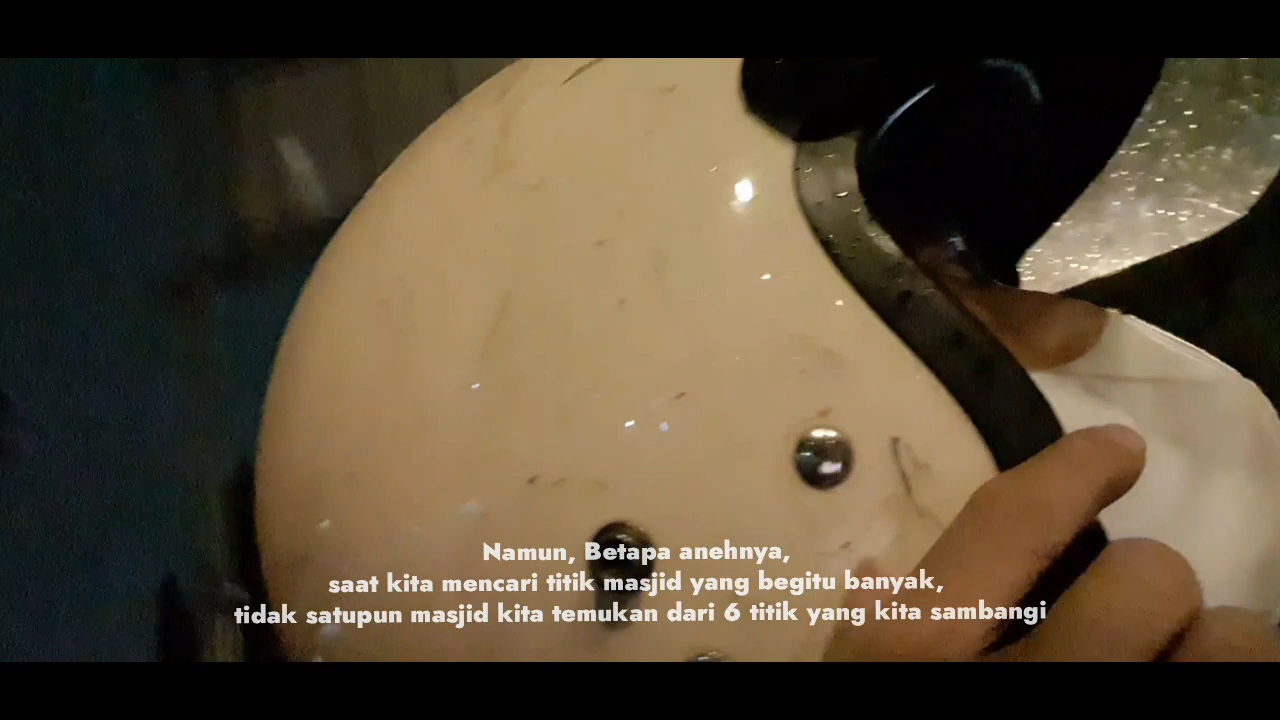 Namun, Betapa anehnya,
saat kita mencari titik masjid yang begitu banyak,
tidak satupun masjid kita temukan dari 6 titik yang kita sambangi